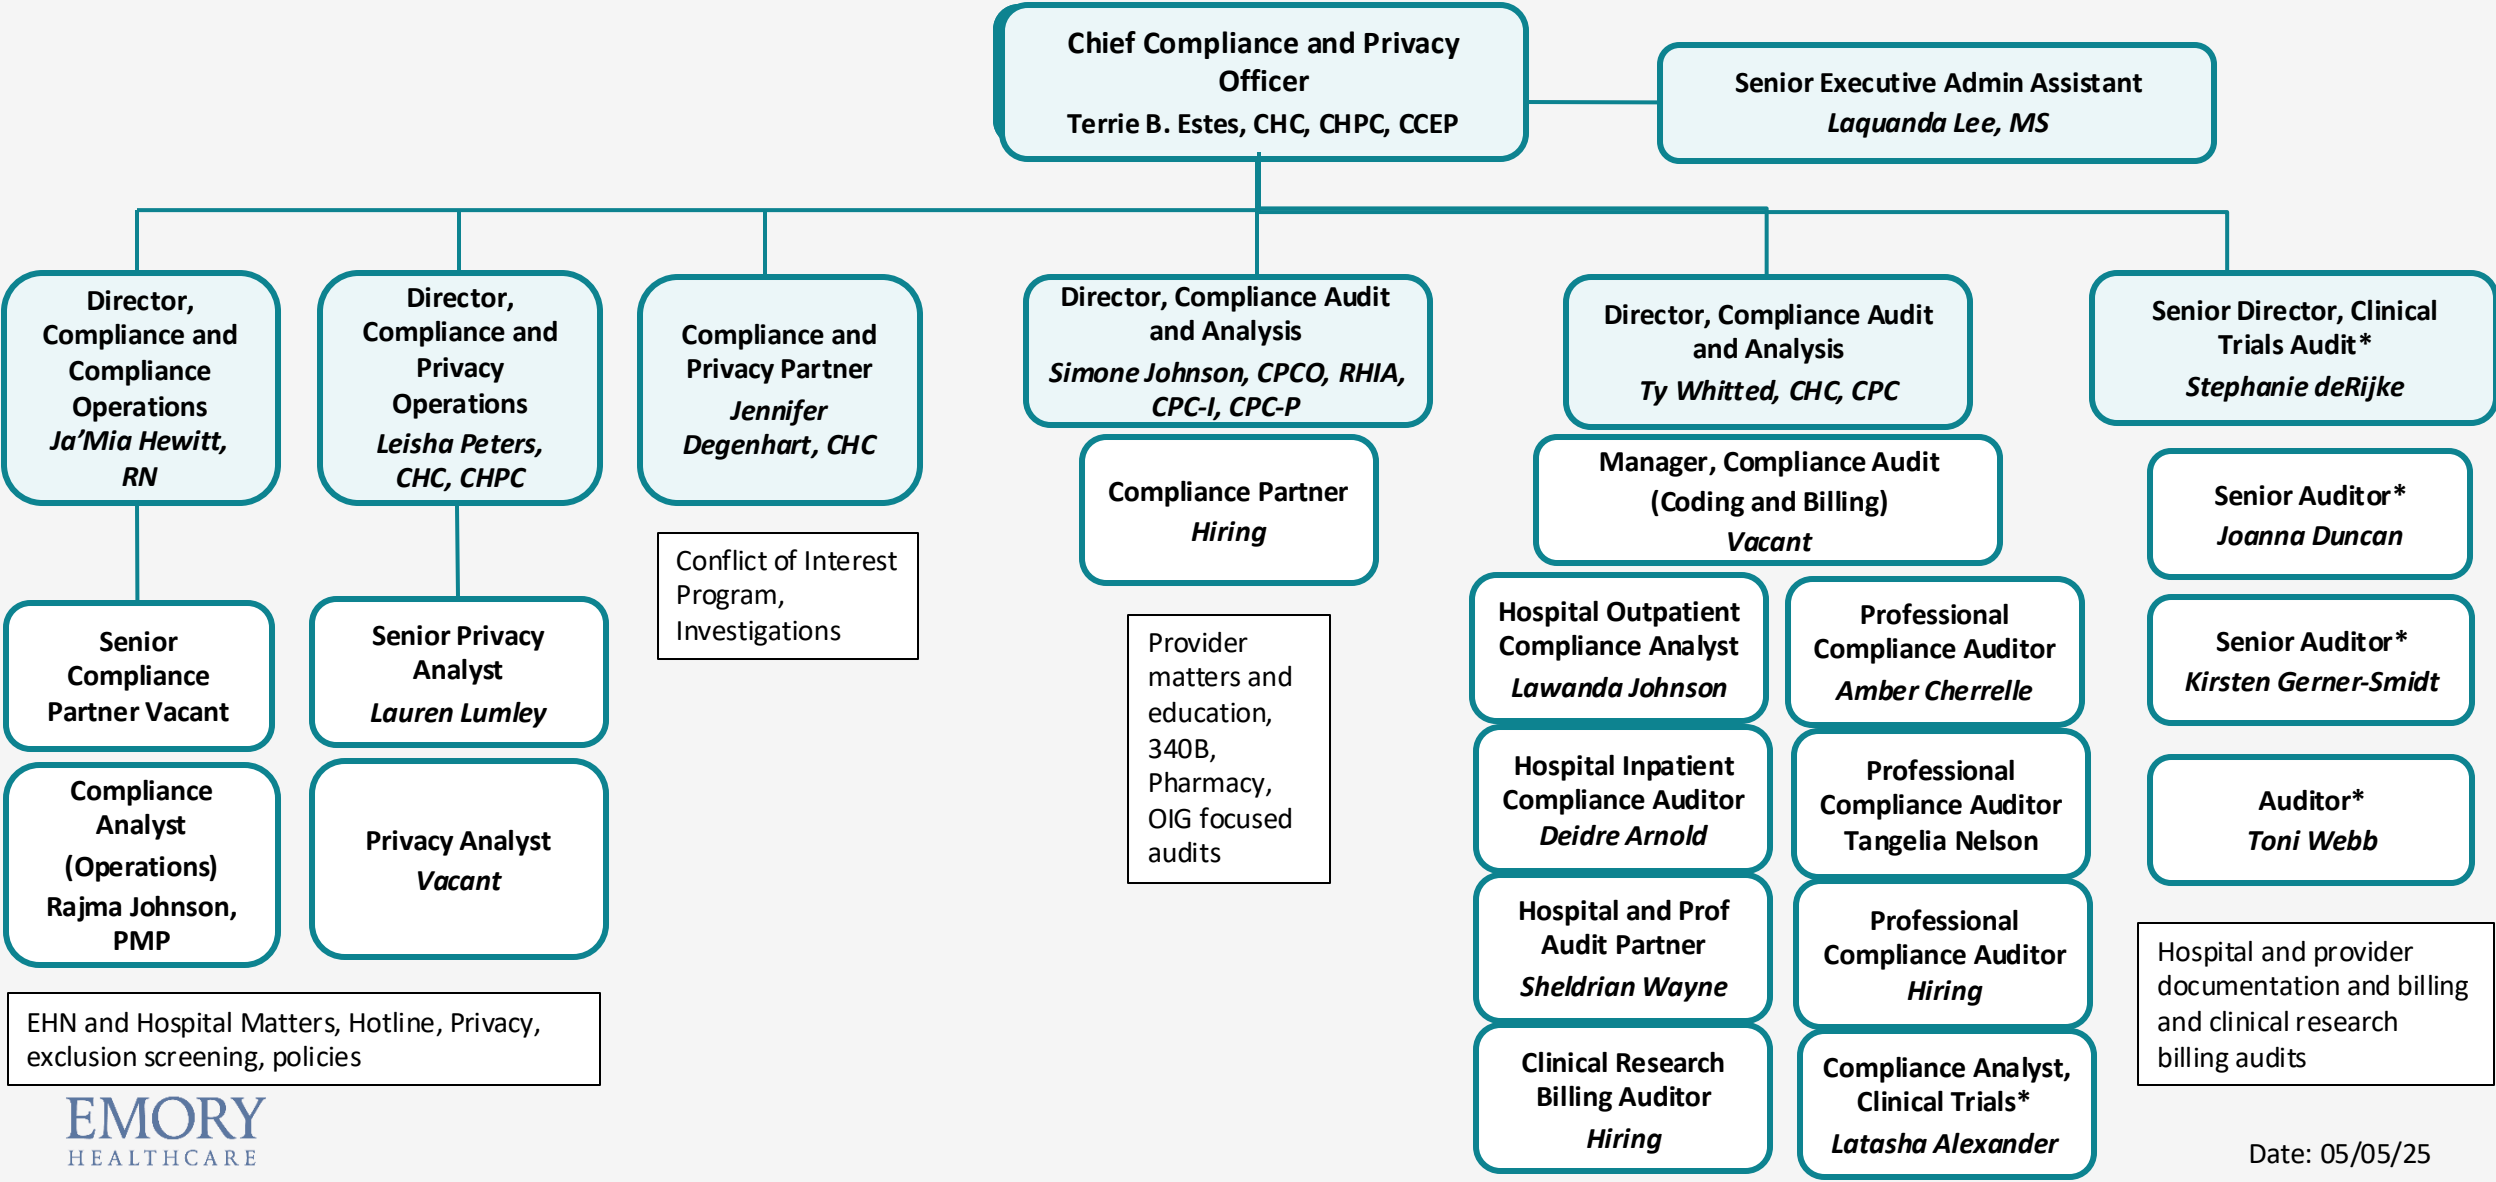 Chief Compliance and Privacy
Officer
Terrie B. Estes, CHC, CHPC, CCEP
Senior Executive Admin Assistant
Laquanda Lee, MS
Director,
Compliance and
Compliance
Operations
Ja’Mia Hewitt,
RN
Director,
Compliance and
Privacy
Operations
Leisha Peters,
CHC, CHPC
Compliance and
Privacy Partner
Jennifer
Degenhart, CHC
Director, Compliance Audit
and Analysis
Simone Johnson, CPCO, RHIA,
CPC-I, CPC-P
Director, Compliance Audit
and Analysis
Ty Whitted, CHC, CPC
Senior Director, Clinical
Trials Audit*
Stephanie deRijke
Senior
Compliance
Partner Vacant
Compliance
Analyst
(Operations)
Rajma Johnson,
PMP
Senior Privacy
Analyst
Lauren Lumley
Privacy Analyst
Vacant
EHN and Hospital Matters, Hotline, Privacy,
exclusion screening, policies
Conflict of Interest
Program,
Investigations
Compliance Partner
Hiring
Provider
matters and
education,
340B,
Pharmacy,
OIG focused
audits
Manager, Compliance Audit
(Coding and Billing)
Vacant
Hospital Outpatient
Compliance Analyst
Lawanda Johnson
Professional
Compliance Auditor
Amber Cherrelle
Hospital Inpatient
Compliance Auditor
Deidre Arnold
Professional
Compliance Auditor
Tangelia Nelson
Hospital and Prof
Audit Partner
Sheldrian Wayne
Professional
Compliance Auditor
Hiring
Clinical Research
Billing Auditor
Hiring
Compliance Analyst,
Clinical Trials*
Latasha Alexander
Senior Auditor*
Joanna Duncan
Senior Auditor*
Kirsten Gerner-Smidt
Auditor*
Toni Webb
Hospital and provider
documentation and billing
and clinical research
billing audits
EMORY
HEALTHCARE
Date: 05/05/25